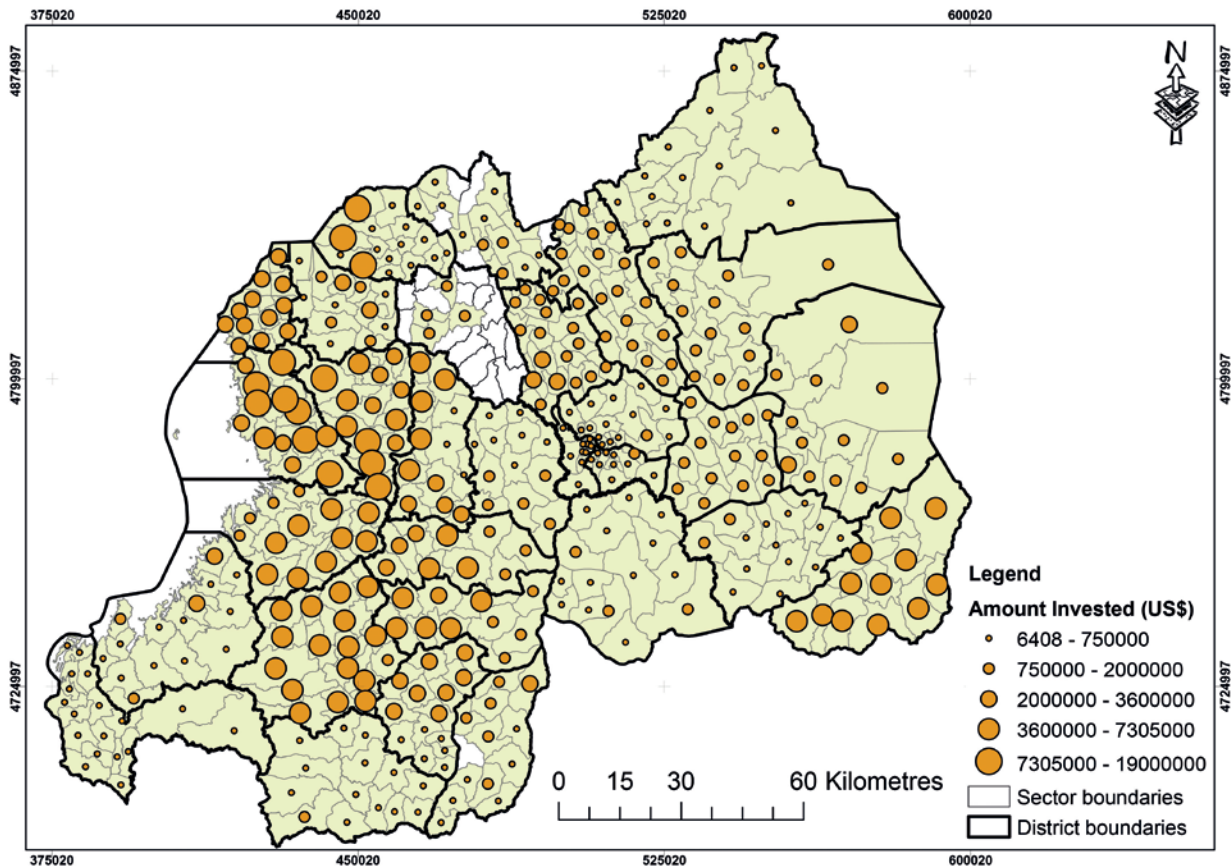 375020 450020 525020 600020
4874997 4874997
N
4799997 4799997
4724997 4724997
Legend
Amount Invested (US$)
6408 - 750000
750000 - 2000000
2000000 - 3600000
3600000 - 7305000
7305000 - 19000000
Sector boundaries
District boundaries
0 15 30 60 Kilometres
375020 450020 525020 600020